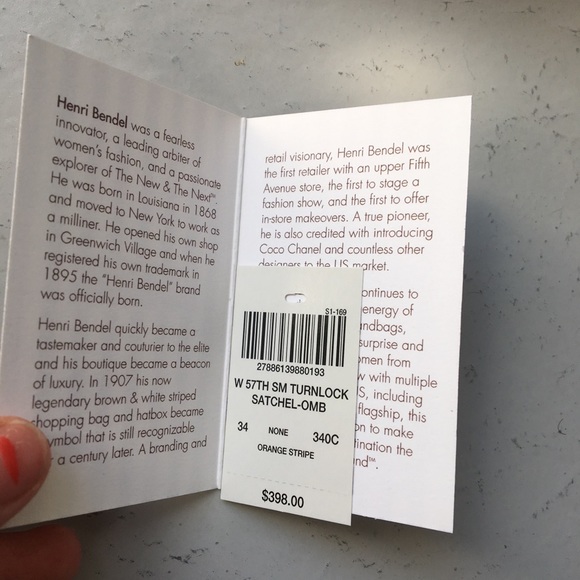 Henri Bendel was a fearless
innovator, a leading arbiter of
women's fashion, and a passionate
explorer of The New & The Next℠.
He was born in Louisiana in 1868
and moved to New York to work as
a milliner. He opened his own shop
in Greenwich Village and when he
registered his own trademark in
1895 the "Henri Bendel" brand
was officially born.
Henri Bendel quickly became a
tastemaker and couturier to the elite
and his boutique became a beacon
of luxury. In 1907 his now
legendary brown & white striped
shopping bag and hatbox became
symbol that is still recognizable
a century later. A branding and
retail visionary, Henri Bendel was
the first retailer with an upper Fifth
Avenue store, the first to stage a
fashion show, and the first to offer
in-store makeovers. A true pioneer,
he is also credited with introducing
Coco Chanel and countless other
designers to the US market.
ontinues to
energy of
ndbags,
surprise and
omen from
w with multiple
S, including
flagship, this
on to make
tination the
nd™.
S1-169
27886139880193
W 57TH SM TURNLOCK
SATCHEL-OMB
34 NONE 340C
ORANGE STRIPE
$398.00